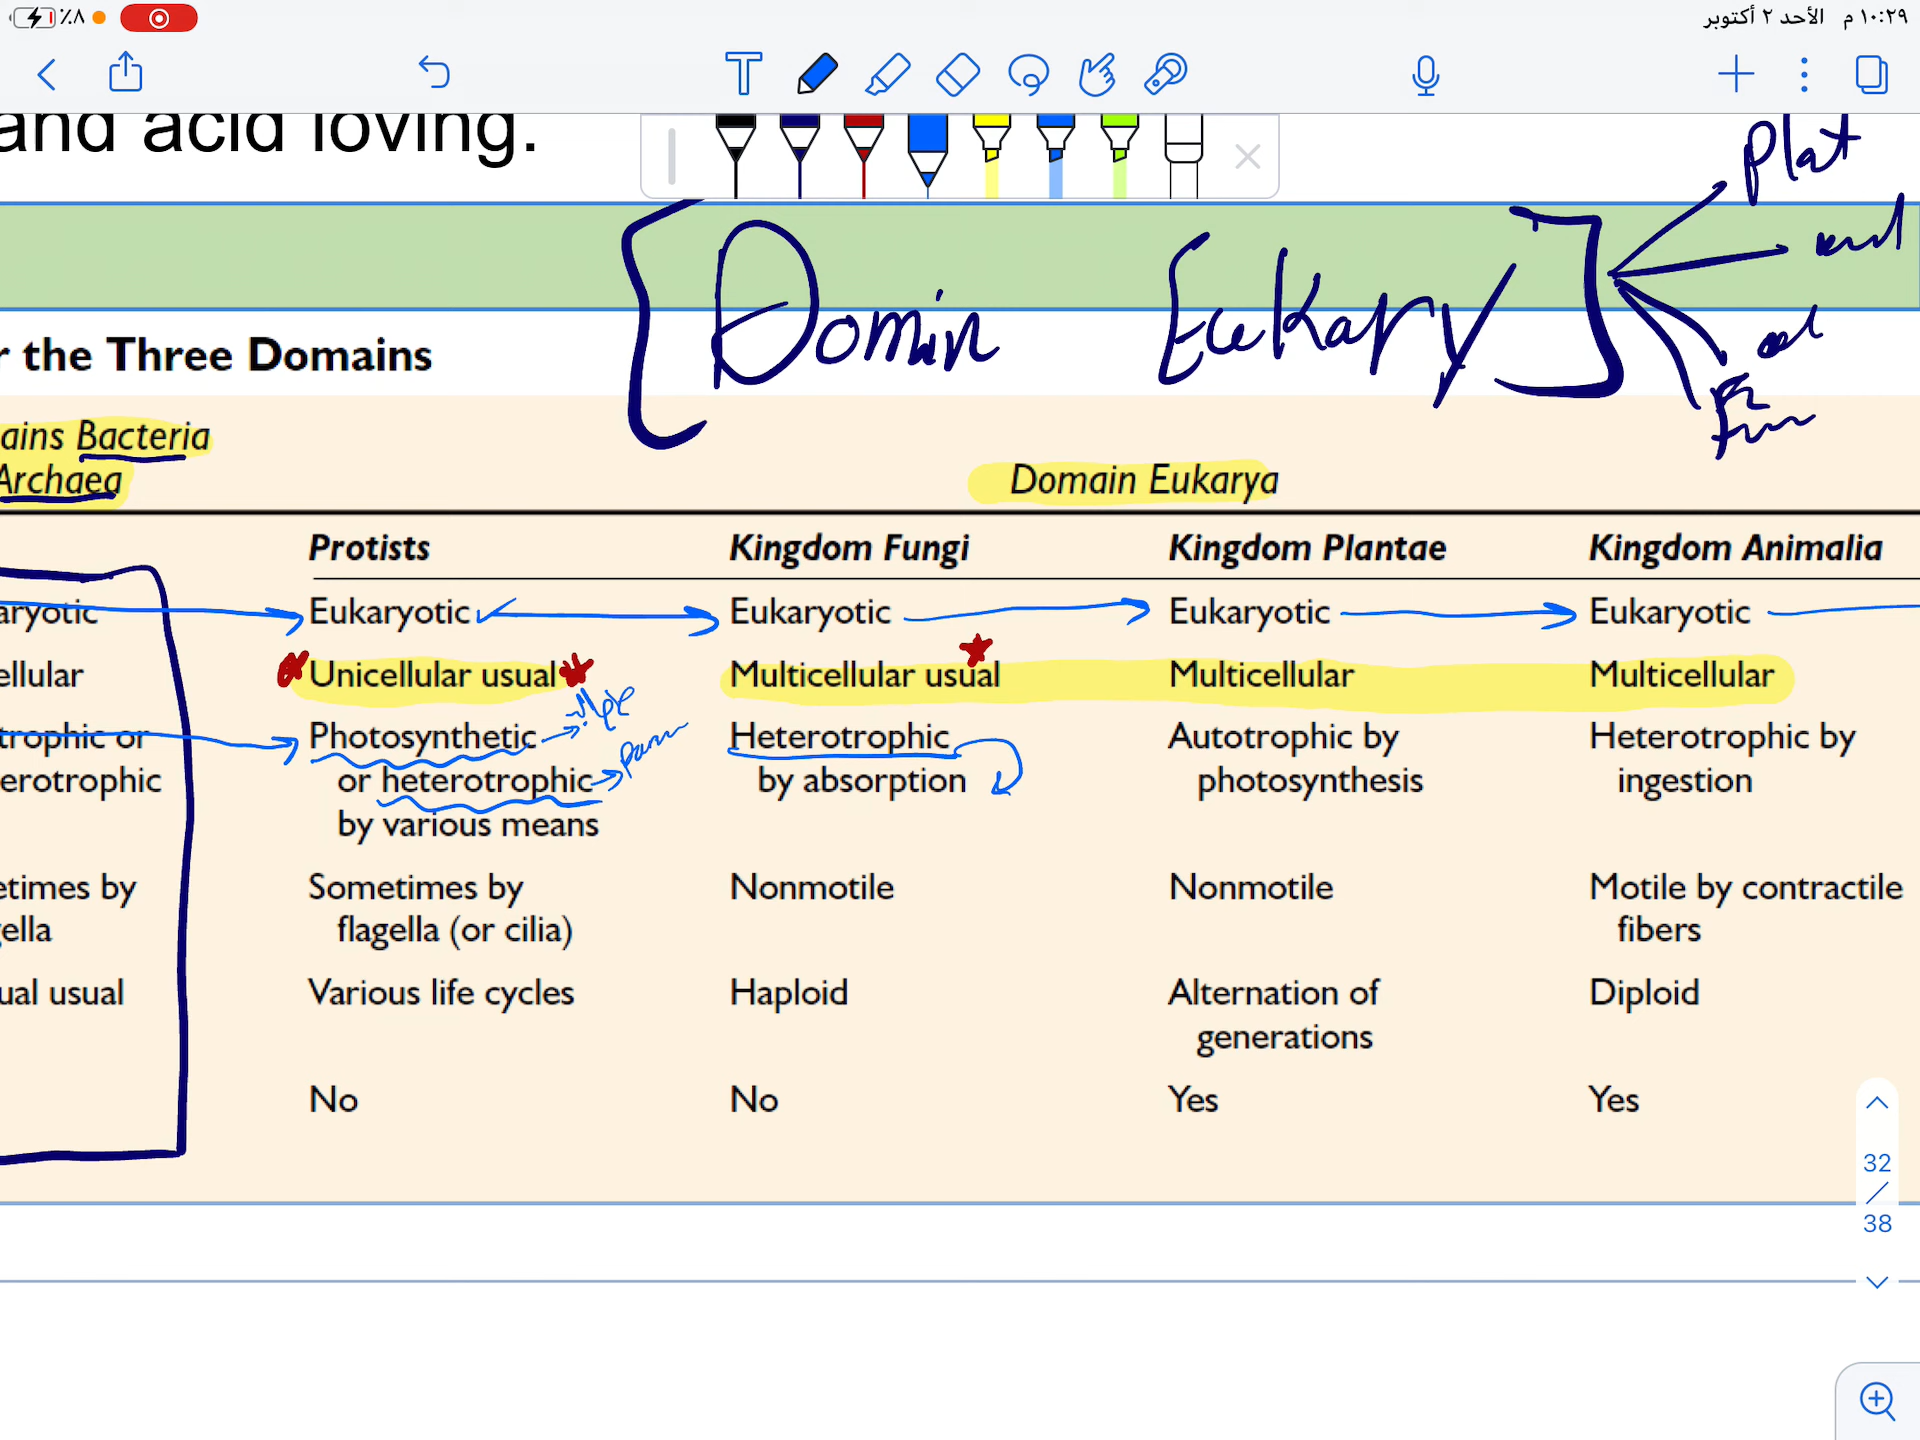 ٪٨
١٠:٢٩ م الأحد ٢ أكتوبر
and acid loving.
plat
Domin Eukary
r the Three Domains
ains Bacteria
Archaea
Domain Eukarya
Protists Kingdom Fungi Kingdom Plantae Kingdom Animalia
aryotic Eukaryotic Eukaryotic Eukaryotic Eukaryotic
ellular Unicellular usual Multicellular usual Multicellular Multicellular
trophic or Photosynthetic Heterotrophic Autotrophic by Heterotrophic by
erotrophic or heterotrophic by absorption photosynthesis ingestion
by various means
etimes by Sometimes by Nonmotile Nonmotile Motile by contractile
gella flagella (or cilia) fibers
ual usual Various life cycles Haploid Alternation of Diploid
generations
No No Yes Yes
32
/
38